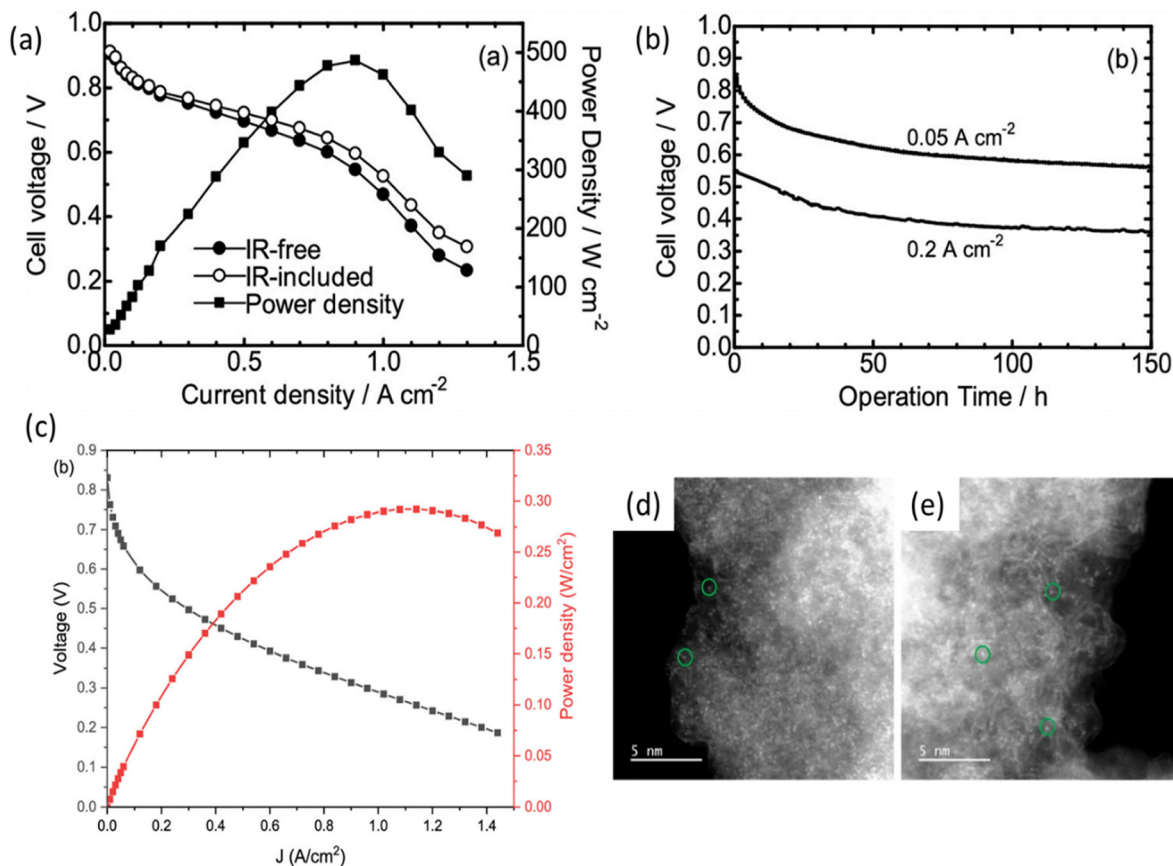 (a)
(a)
Cell voltage / V
1.0
0.8
0.6
0.4
0.2
0.0
500
400
300
200
100
0
Power Density / W cm-2
IR-free
IR-included
Power density
0.0
0.5
1.0
1.5
Current density / A cm-2
(b)
(b)
Cell voltage / V
1.0
0.9
0.8
0.7
0.6
0.5
0.4
0.3
0.2
0.1
0.0
0.05 A cm-2
0.2 A cm-2
0
50
100
150
Operation Time / h
(c)
(b)
Voltage (V)
0.9
0.8
0.7
0.6
0.5
0.4
0.3
0.2
0.1
0.0
0.35
0.30
0.25
0.20
0.15
0.10
0.05
0.00
Power density (W/cm2)
0.0
0.2
0.4
0.6
0.8
1.0
1.2
1.4
J (A/cm2)
(d)
5 nm
(e)
5 nm